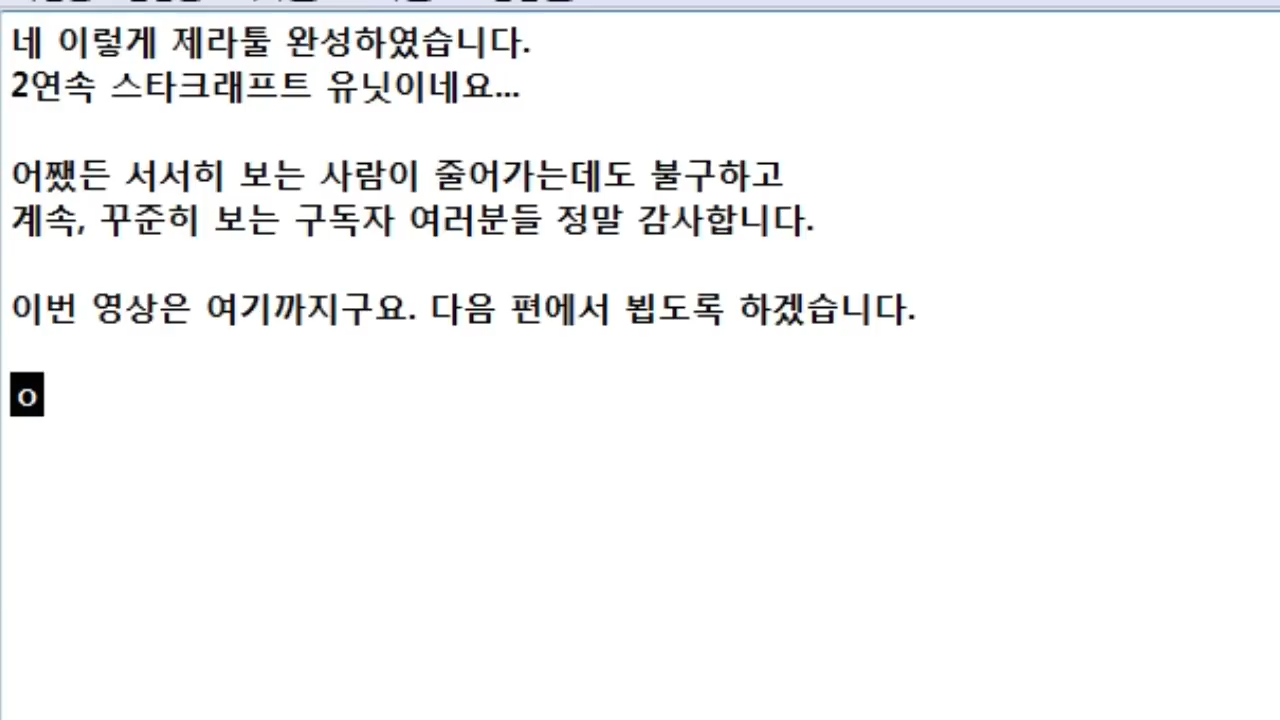 네 이렇게 제라툴 완성하였습니다.
2연속 스타크래프트 유닛이네요...
어쨌든 서서히 보는 사람이 줄어가는데도 불구하고
계속, 꾸준히 보는 구독자 여러분들 정말 감사합니다.
이번 영상은 여기까지구요. 다음 편에서 뵙도록 하겠습니다.
ㅇ